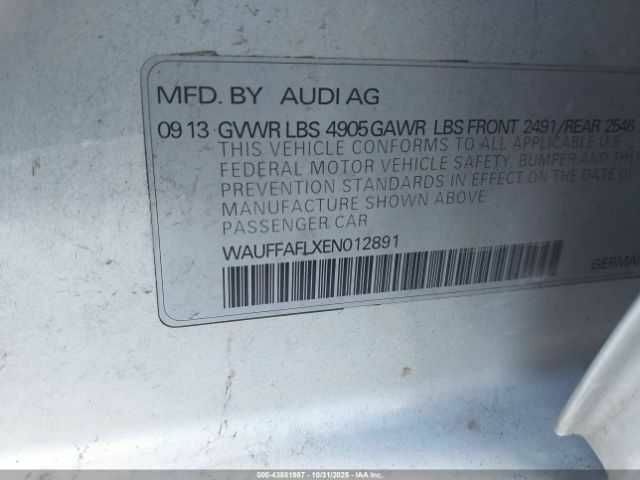 MFD. BY AUDI AG
09 13 GVWR LBS 4905 GAWR LBS FRONT 2491/REAR 2546
THIS VEHICLE CONFORMS TO ALL APPLICABLE U.S.
FEDERAL MOTOR VEHICLE SAFETY, BUMPER AND THEFT
PREVENTION STANDARDS IN EFFECT ON THE DATE OF
MANUFACTURE SHOWN ABOVE
PASSENGER CAR
WAUFFAFLXEN012891
GERMAN
000-43881987 - 10/31/2025 - IAA Inc.